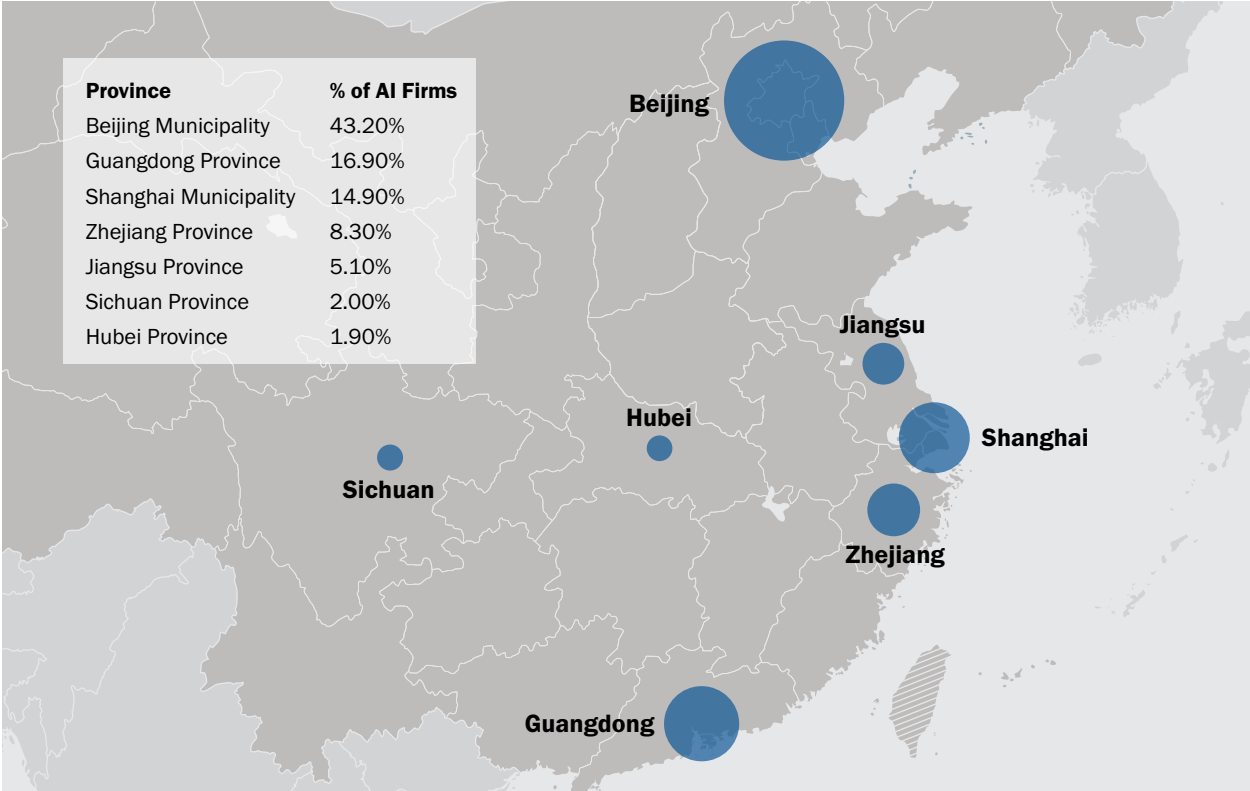 Province % of AI Firms
Beijing Municipality 43.20%
Guangdong Province 16.90%
Shanghai Municipality 14.90%
Zhejiang Province 8.30%
Jiangsu Province 5.10%
Sichuan Province 2.00%
Hubei Province 1.90%
Beijing
Jiangsu
Hubei
Shanghai
Sichuan
Zhejiang
Guangdong